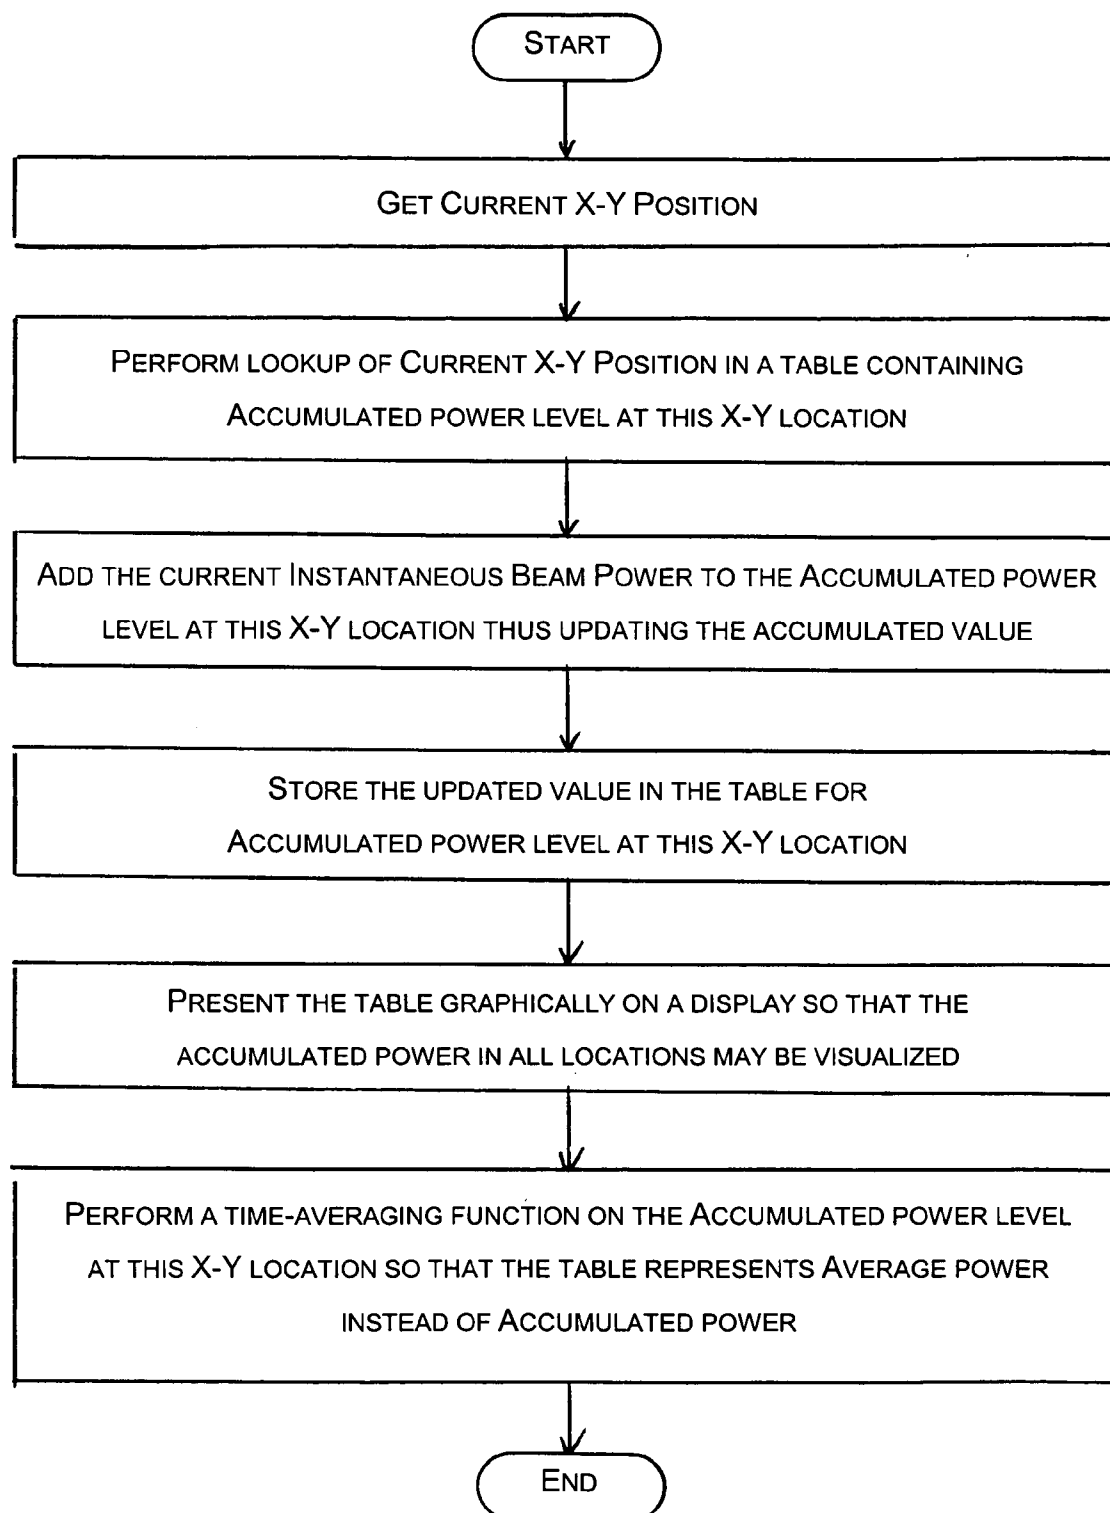 START
GET CURRENT X-Y POSITION
PERFORM LOOKUP OF CURRENT X-Y POSITION IN A TABLE CONTAINING
ACCUMULATED POWER LEVEL AT THIS X-Y LOCATION
ADD THE CURRENT INSTANTANEOUS BEAM POWER TO THE ACCUMULATED POWER
LEVEL AT THIS X-Y LOCATION THUS UPDATING THE ACCUMULATED VALUE
STORE THE UPDATED VALUE IN THE TABLE FOR
ACCUMULATED POWER LEVEL AT THIS X-Y LOCATION
PRESENT THE TABLE GRAPHICALLY ON A DISPLAY SO THAT THE
ACCUMULATED POWER IN ALL LOCATIONS MAY BE VISUALIZED
PERFORM A TIME-AVERAGING FUNCTION ON THE ACCUMULATED POWER LEVEL
AT THIS X-Y LOCATION SO THAT THE TABLE REPRESENTS AVERAGE POWER
INSTEAD OF ACCUMULATED POWER
END